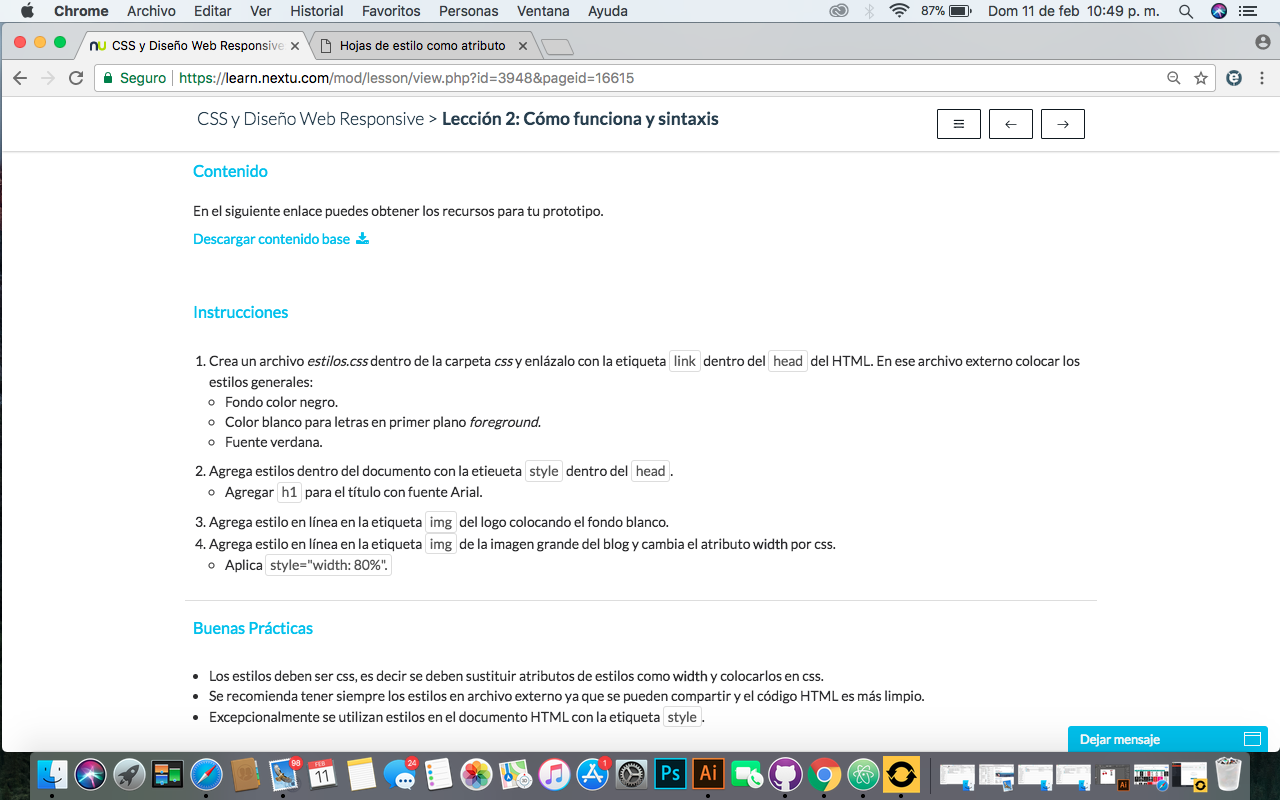 Chrome Archivo Editar Ver Historial Favoritos Personas Ventana Ayuda 87% Dom 11 de feb 10:49 p. m.
nu CSS y Diseño Web Responsive Hojas de estilo como atributo
Seguro https://learn.nextu.com/mod/lesson/view.php?id=3948&pageid=16615
CSS y Diseño Web Responsive > Lección 2: Cómo funciona y sintaxis
Contenido
En el siguiente enlace puedes obtener los recursos para tu prototipo.
Descargar contenido base
Instrucciones
1. Crea un archivo estilos.css dentro de la carpeta css y enlázalo con la etiqueta link dentro del head del HTML. En ese archivo externo colocar los
estilos generales:
Fondo color negro.
Color blanco para letras en primer plano foreground.
Fuente verdana.
2. Agrega estilos dentro del documento con la etieueta style dentro del head.
Agregar h1 para el título con fuente Arial.
3. Agrega estilo en línea en la etiqueta img del logo colocando el fondo blanco.
4. Agrega estilo en línea en la etiqueta img de la imagen grande del blog y cambia el atributo width por css.
Aplica style="width: 80%".
Buenas Prácticas
Los estilos deben ser css, es decir se deben sustituir atributos de estilos como width y colocarlos en css.
Se recomienda tener siempre los estilos en archivo externo ya que se pueden compartir y el código HTML es más limpio.
Excepcionalmente se utilizan estilos en el documento HTML con la etiqueta style.
Dejar mensaje
98 FEB 11 24 1 Ps Ai